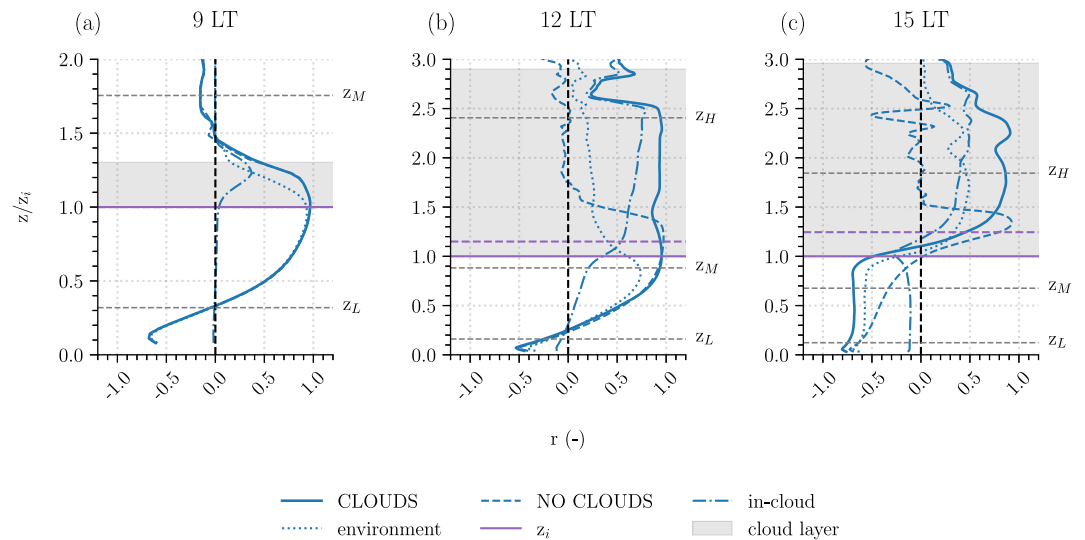 (a) 9 LT
(b) 12 LT
(c) 15 LT
z/z_i
2.0
1.5
1.0
0.5
0.0
z_M
z_L
-1.0 -0.5 0.0 0.5 1.0
3.0
2.5
2.0
1.5
1.0
0.5
0.0
z_H
z_M
z_L
-1.0 -0.5 0.0 0.5 1.0
3.0
2.5
2.0
1.5
1.0
0.5
0.0
z_H
z_M
z_L
-1.0 -0.5 0.0 0.5 1.0
r (-)
CLOUDS NO CLOUDS in-cloud
environment z_i cloud layer